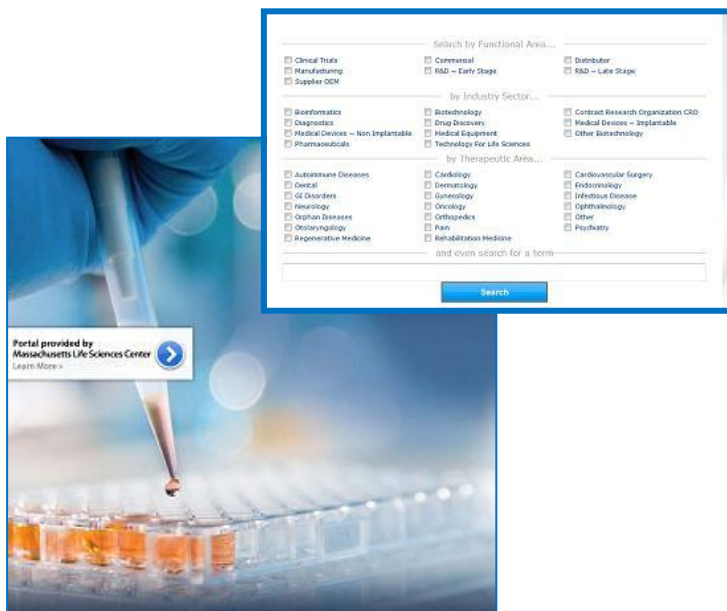 Search by Functional Area...
Clinical Trials Commercial Distributor
Manufacturing R&D – Early Stage R&D – Late Stage
Supplier OEM
by Industry Sector...
Bioinformatics Biotechnology Contract Research Organization CRO
Diagnostics Drug Discovery Medical Devices – Implantable
Medical Devices – Non Implantable Medical Equipment Other Biotechnology
Pharmaceuticals Technology For Life Sciences
by Therapeutic Area...
Autoimmune Diseases Cardiology Cardiovascular Surgery
Dental Dermatology Endocrinology
GI Disorders Gynecology Infectious Disease
Neurology Oncology Ophthalmology
Orphan Diseases Orthopedics Other
Otolaryngology Pain Psychiatry
Regenerative Medicine Rehabilitation Medicine
and even search for a term
Search
Portal provided by
Massachusetts Life Sciences Center
Learn More »